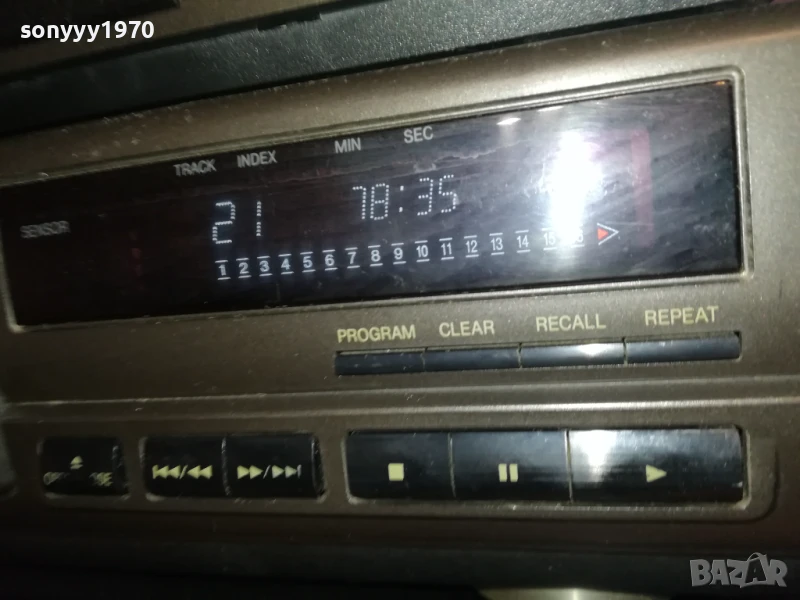 sonyyy1970
TRACK INDEX MIN SEC
SENSOR
21 78:35
1 2 3 4 5 6 7 8 9 10 11 12 13 14 15
PROGRAM CLEAR RECALL REPEAT
BAZAR